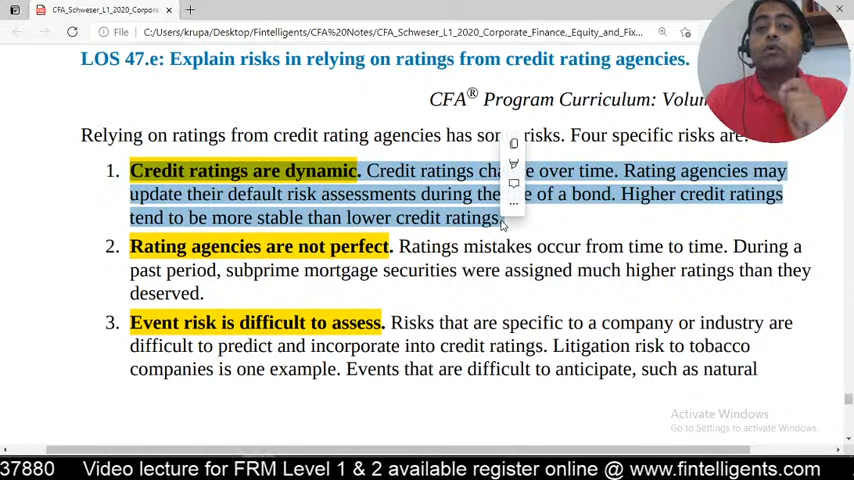 CFA_Schweser_L1_2020_Corporat
File
C:/Users/krupa/Desktop/Fintelligents/CFA%20Notes/CFA_Schweser_L1_2020_Corporate_Finance,_Equity_and_Fix...
LOS 47.e: Explain risks in relying on ratings from credit rating agencies.
CFA® Program Curriculum: Volu
Relying on ratings from credit rating agencies has som risks. Four specific risks are:
1. Credit ratings are dynamic. Credit ratings cha e over time. Rating agencies may
update their default risk assessments during the e of a bond. Higher credit ratings
tend to be more stable than lower credit ratings.
2. Rating agencies are not perfect. Ratings mistakes occur from time to time. During a
past period, subprime mortgage securities were assigned much higher ratings than they
deserved.
3. Event risk is difficult to assess. Risks that are specific to a company or industry are
difficult to predict and incorporate into credit ratings. Litigation risk to tobacco
companies is one example. Events that are difficult to anticipate, such as natural
Activate Windows
Go to Settings to activate Windows.
37880 Video lecture for FRM Level 1 & 2 available register online @ www.fintelligents.com